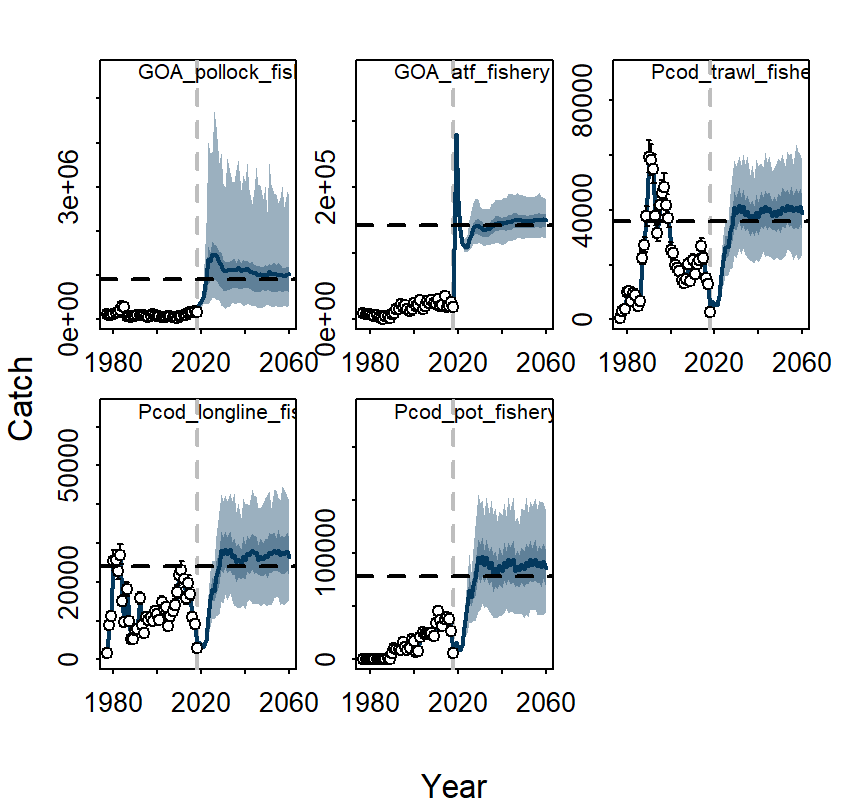 GOA_pollock_fis
GOA_atf_fishery
Pcod_trawl_fishe
0e+00
3e+06
1980
2020
2060
0e+00
2e+05
1980
2020
2060
0
40000
80000
1980
2020
2060
Catch
Pcod_longline_fis
Pcod_pot_fishery
0
20000
50000
1980
2020
2060
0
100000
1980
2020
2060
Year